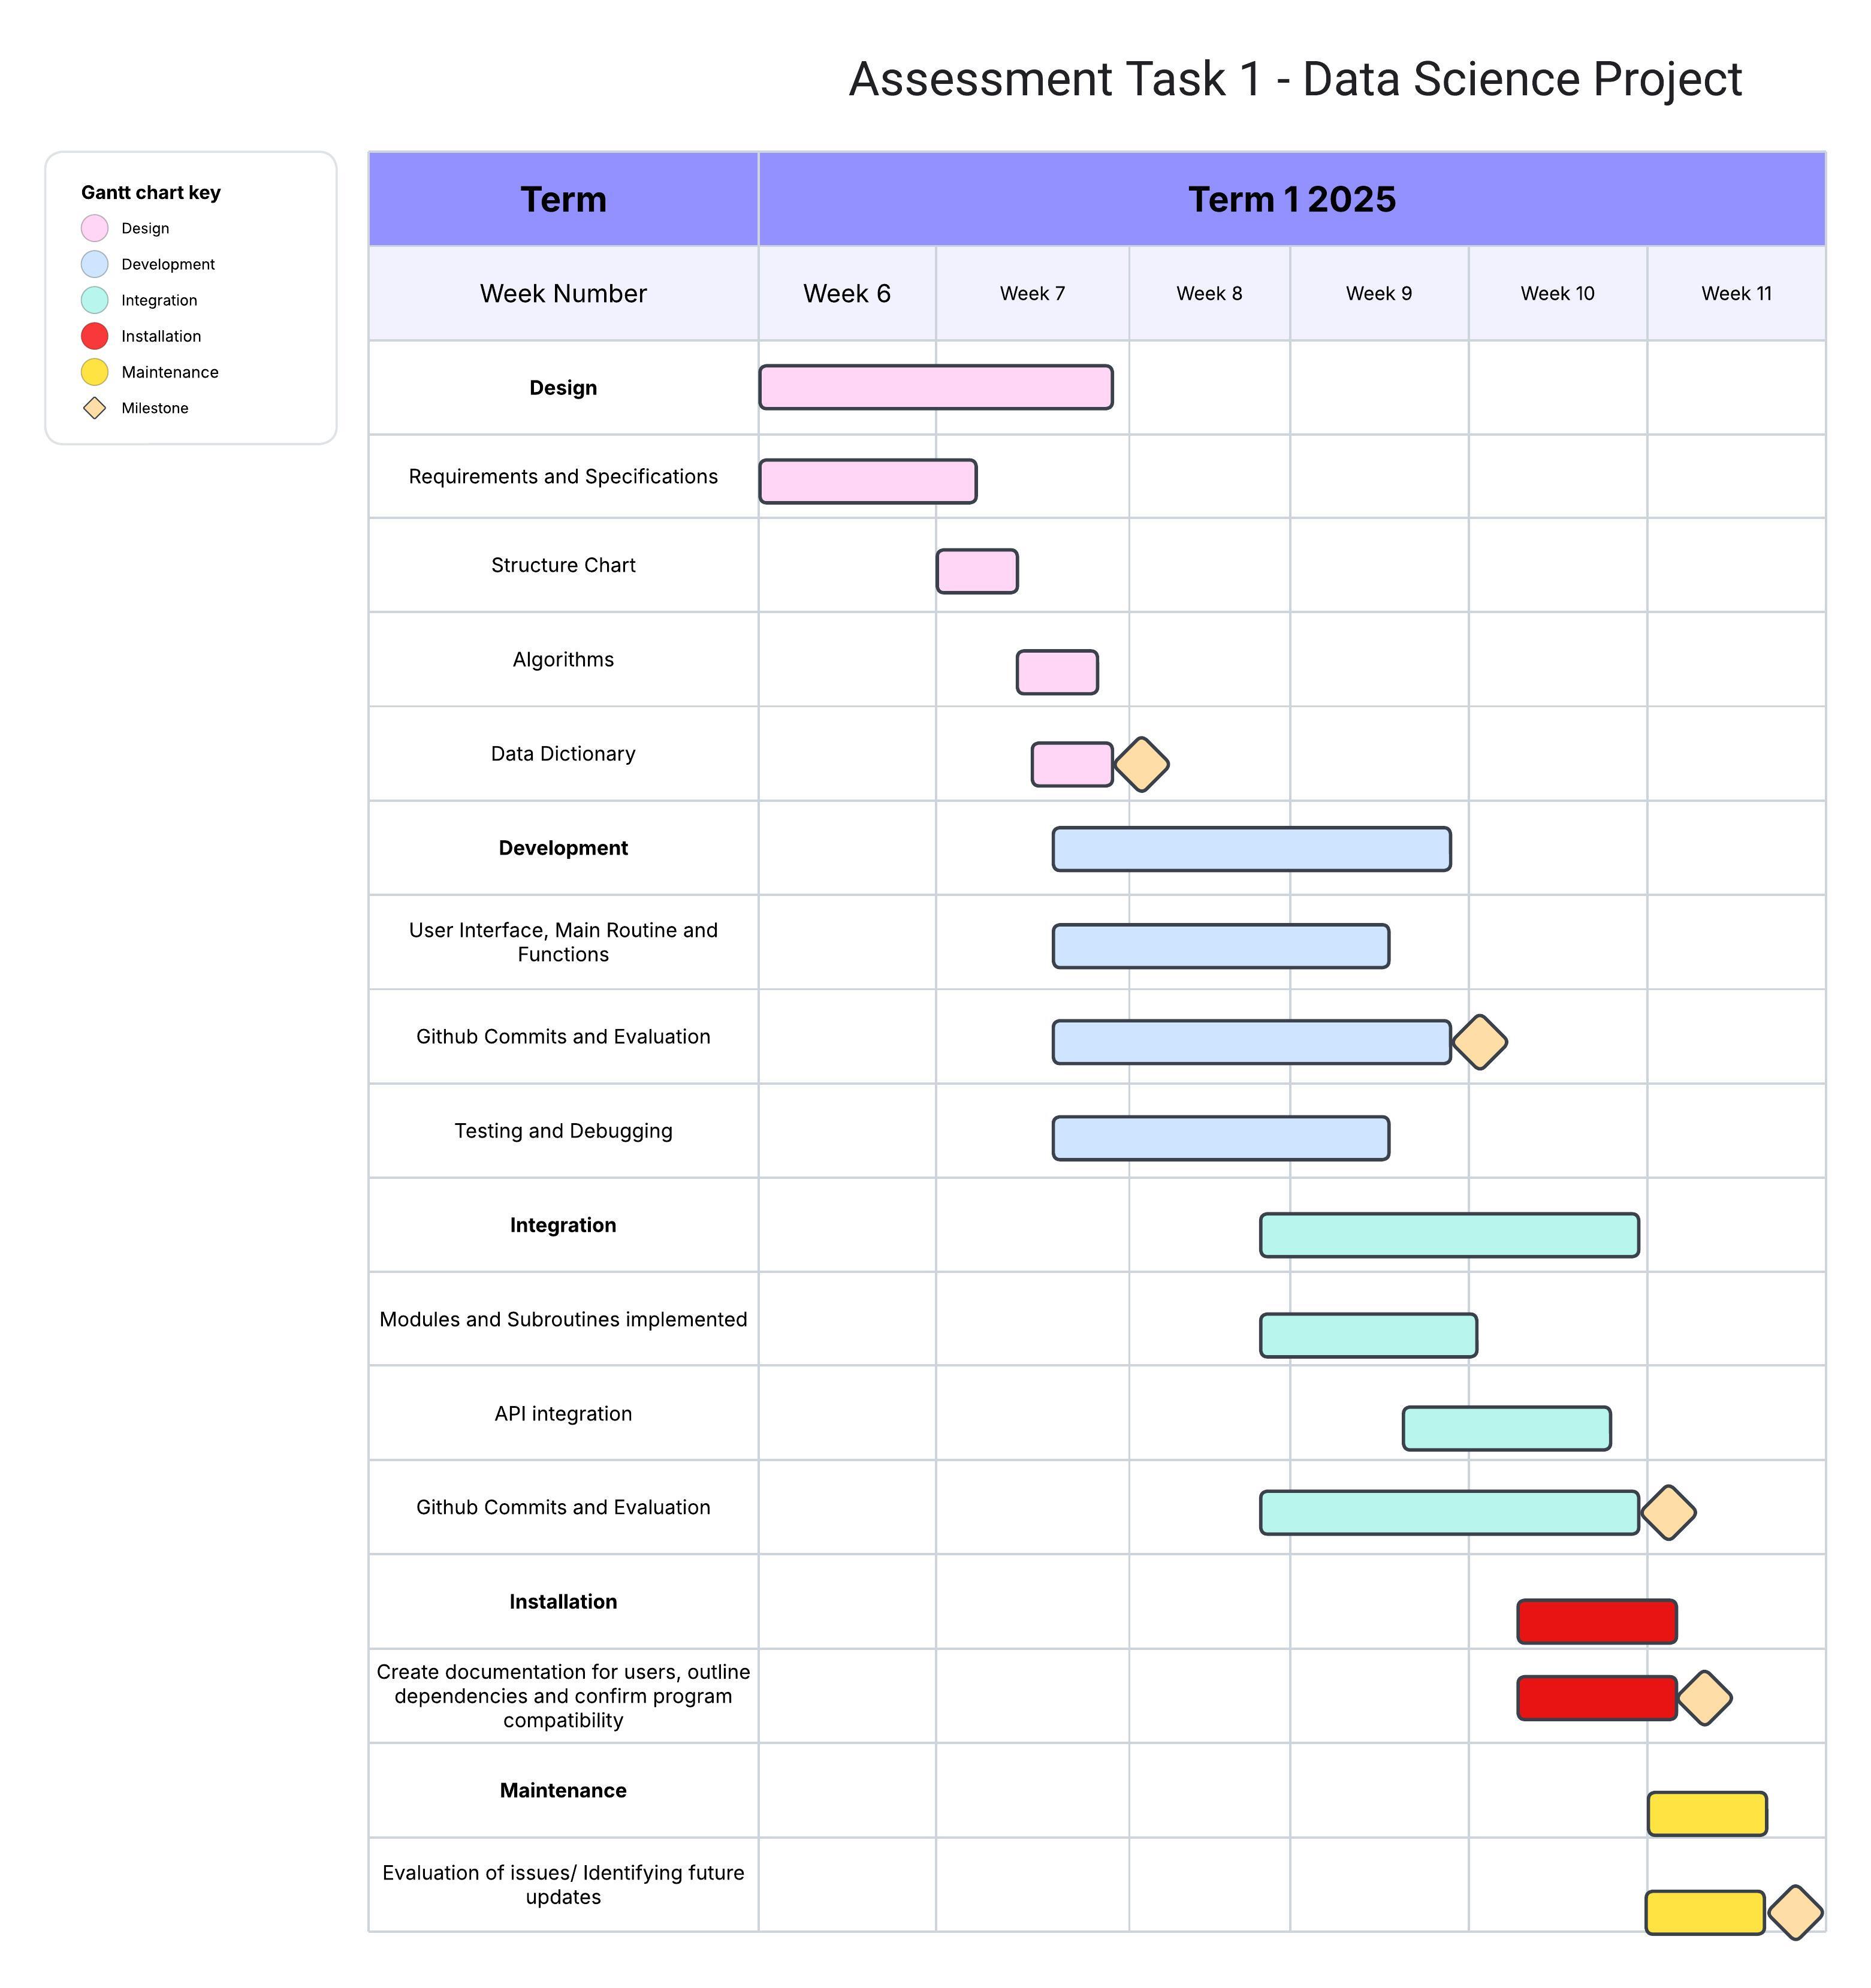 Assessment Task 1 - Data Science Project
Gantt chart key
Design
Development
Integration
Installation
Maintenance
Milestone
Term
Term 1 2025
Week Number
Week 6
Week 7
Week 8
Week 9
Week 10
Week 11
Design
Requirements and Specifications
Structure Chart
Algorithms
Data Dictionary
Development
User Interface, Main Routine and
Functions
Github Commits and Evaluation
Testing and Debugging
Integration
Modules and Subroutines implemented
API integration
Github Commits and Evaluation
Installation
Create documentation for users, outline
dependencies and confirm program
compatibility
Maintenance
Evaluation of issues/ Identifying future
updates